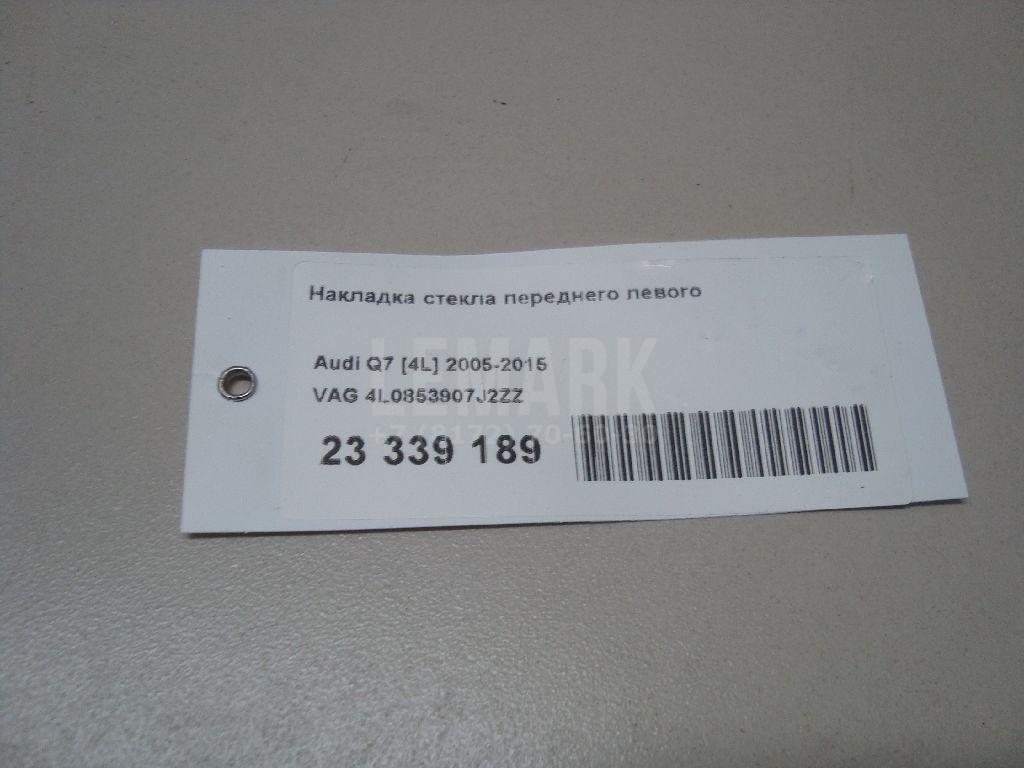 Накладка стекла переднего левого
Audi Q7 [4L] 2005-2015
VAG 4L0853907J2ZZ
23 339 189
LEMARK